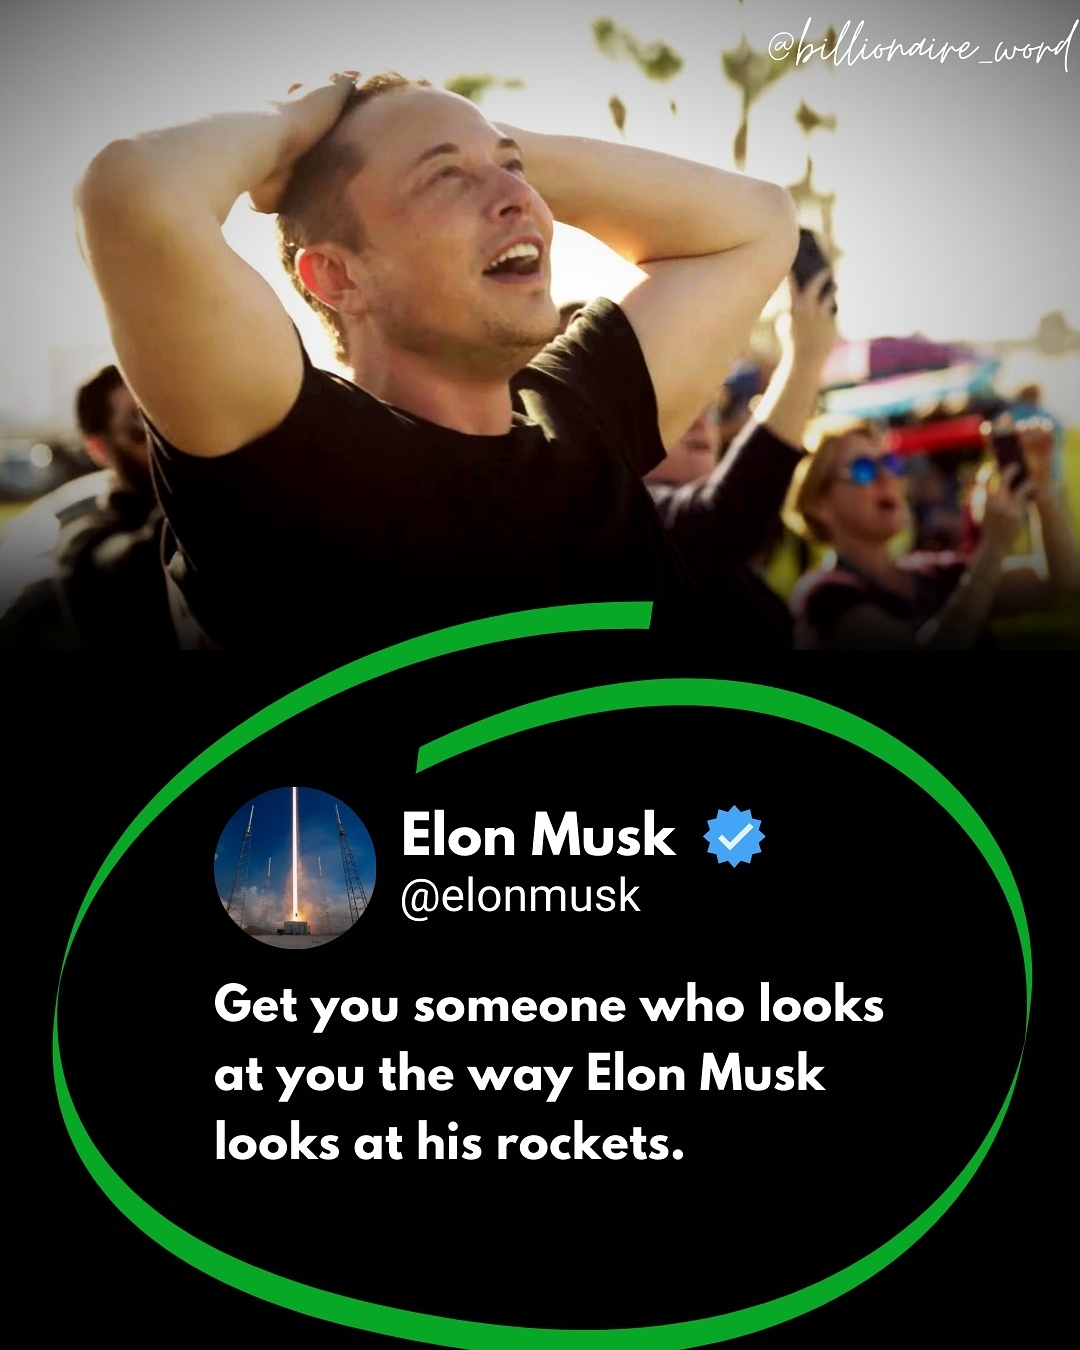 @billionaire_word
Elon Musk
@elonmusk
Get you someone who looks
at you the way Elon Musk
looks at his rockets.